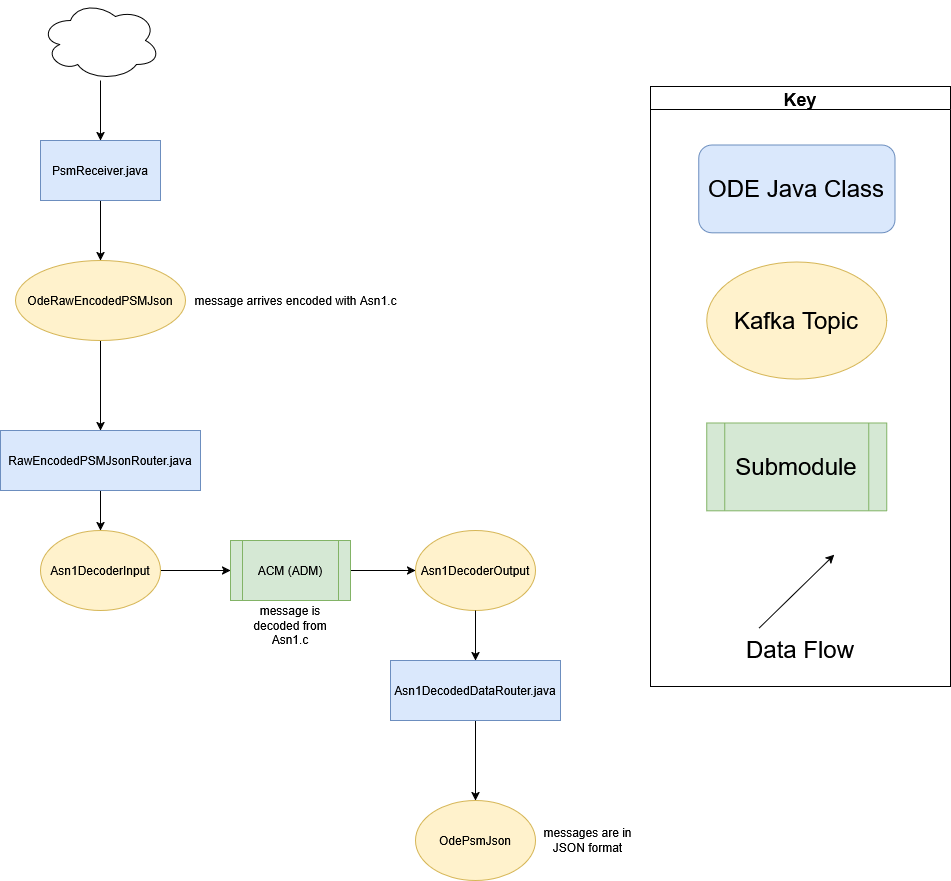 Key
PsmReceiver.java
ODE Java Class
OdeRawEncodedPSMJson
message arrives encoded with Asn1.c
Kafka Topic
RawEncodedPSMJsonRouter.java
Submodule
Asn1DecoderInput
ACM (ADM)
Asn1DecoderOutput
message is
decoded from
Asn1.c
Data Flow
Asn1DecodedDataRouter.java
OdePsmJson
messages are in
JSON format